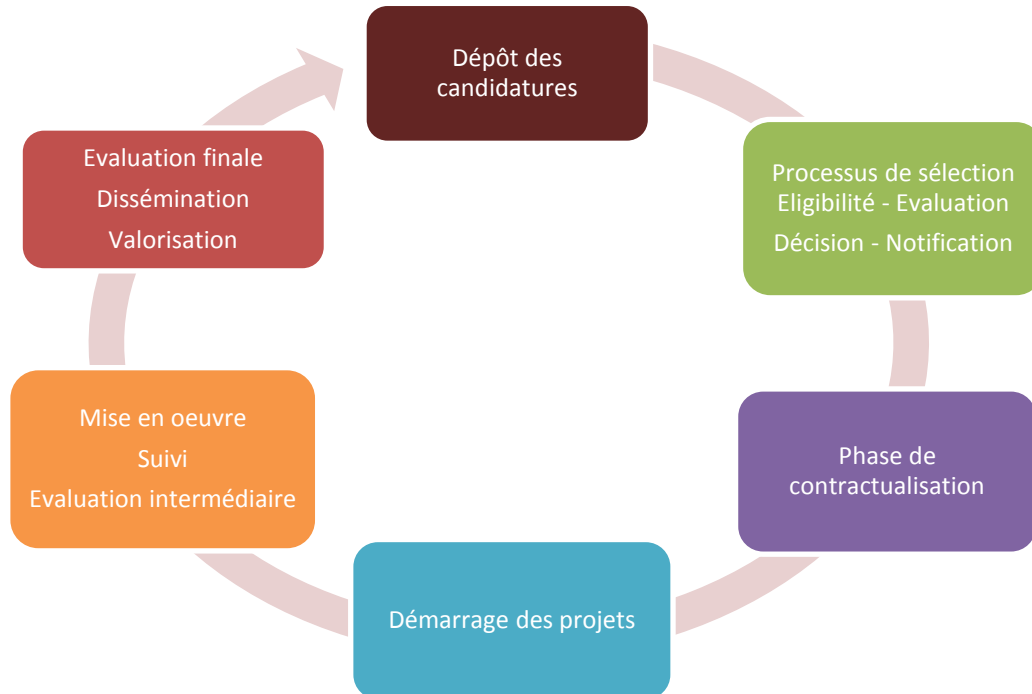 Dépôt des
candidatures
Processus de sélection
Eligibilité - Evaluation
Décision - Notification
Phase de
contractualisation
Démarrage des projets
Mise en oeuvre
Suivi
Evaluation intermédiaire
Evaluation finale
Dissémination
Valorisation